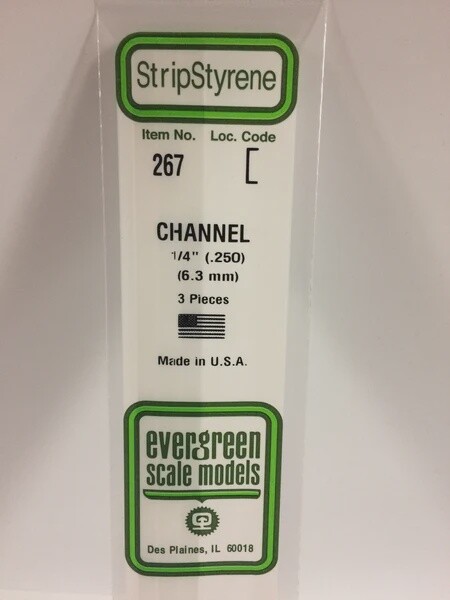 StripStyrene
Item No. Loc. Code
267 [
CHANNEL
1/4" (.250)
(6.3 mm)
3 Pieces
Made in U.S.A.
evergreen
scale models
Des Plaines, IL 60018